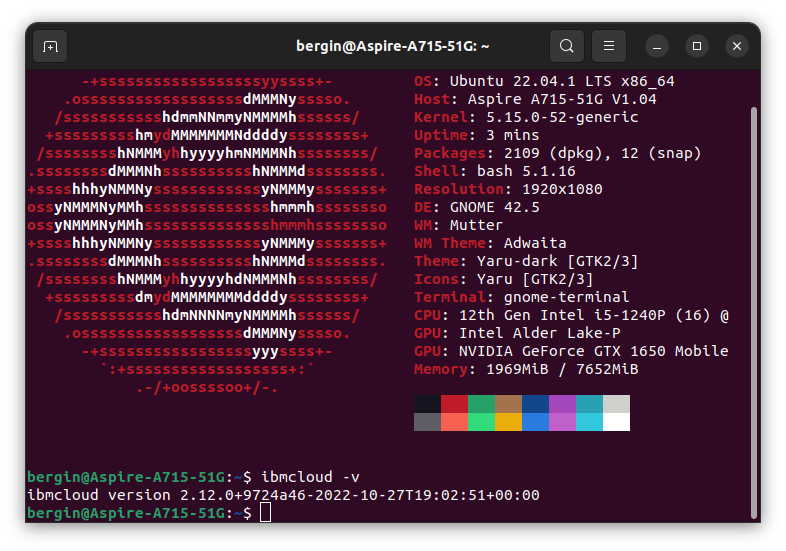 bergin@Aspire-A715-51G: ~
-+ssssssssssssssssssyyssss+- OS: Ubuntu 22.04.1 LTS x86_64
.ossssssssssssssssssdMMMNysssso. Host: Aspire A715-51G V1.04
/ssssssssssshdmmNNmmyNMMMMhssssss/ Kernel: 5.15.0-52-generic
+ssssssssshmydMMMMMMMNddddyssssssss+ Uptime: 3 mins
/sssssssshNMMMyhhyyyyhmNMMMNhssssssss/ Packages: 2109 (dpkg), 12 (snap)
.ssssssssdMMMNhsssssssssshNMMMdssssssss. Shell: bash 5.1.16
+sssshhhyNMMNyssssssssssssyNMMMysssssss+ Resolution: 1920x1080
ossyNMMMNyMMhsssssssssssssshmmmhssssssso DE: GNOME 42.5
ossyNMMMNyMMhsssssssssssssshmmmhssssssso WM: Mutter
+sssshhhyNMMNyssssssssssssyNMMMysssssss+ WM Theme: Adwaita
.ssssssssdMMMNhsssssssssshNMMMdssssssss. Theme: Yaru-dark [GTK2/3]
/sssssssshNMMMyhhyyyyhdNMMMNhssssssss/ Icons: Yaru [GTK2/3]
+sssssssssdmydMMMMMMMMddddyssssssss+ Terminal: gnome-terminal
/ssssssssssshdmNNNNmyNMMMMhssssss/ CPU: 12th Gen Intel i5-1240P (16) @
.osssssssssssssssssdMMMNysssso. GPU: Intel Alder Lake-P
-+sssssssssssssssssyyyssss+- GPU: NVIDIA GeForce GTX 1650 Mobile
`:+ssssssssssssssssss+:` Memory: 1969MiB / 7652MiB
.-/+oossssoo+/-.
bergin@Aspire-A715-51G:~$ ibmcloud -v
ibmcloud version 2.12.0+9724a46-2022-10-27T19:02:51+00:00
bergin@Aspire-A715-51G:~$